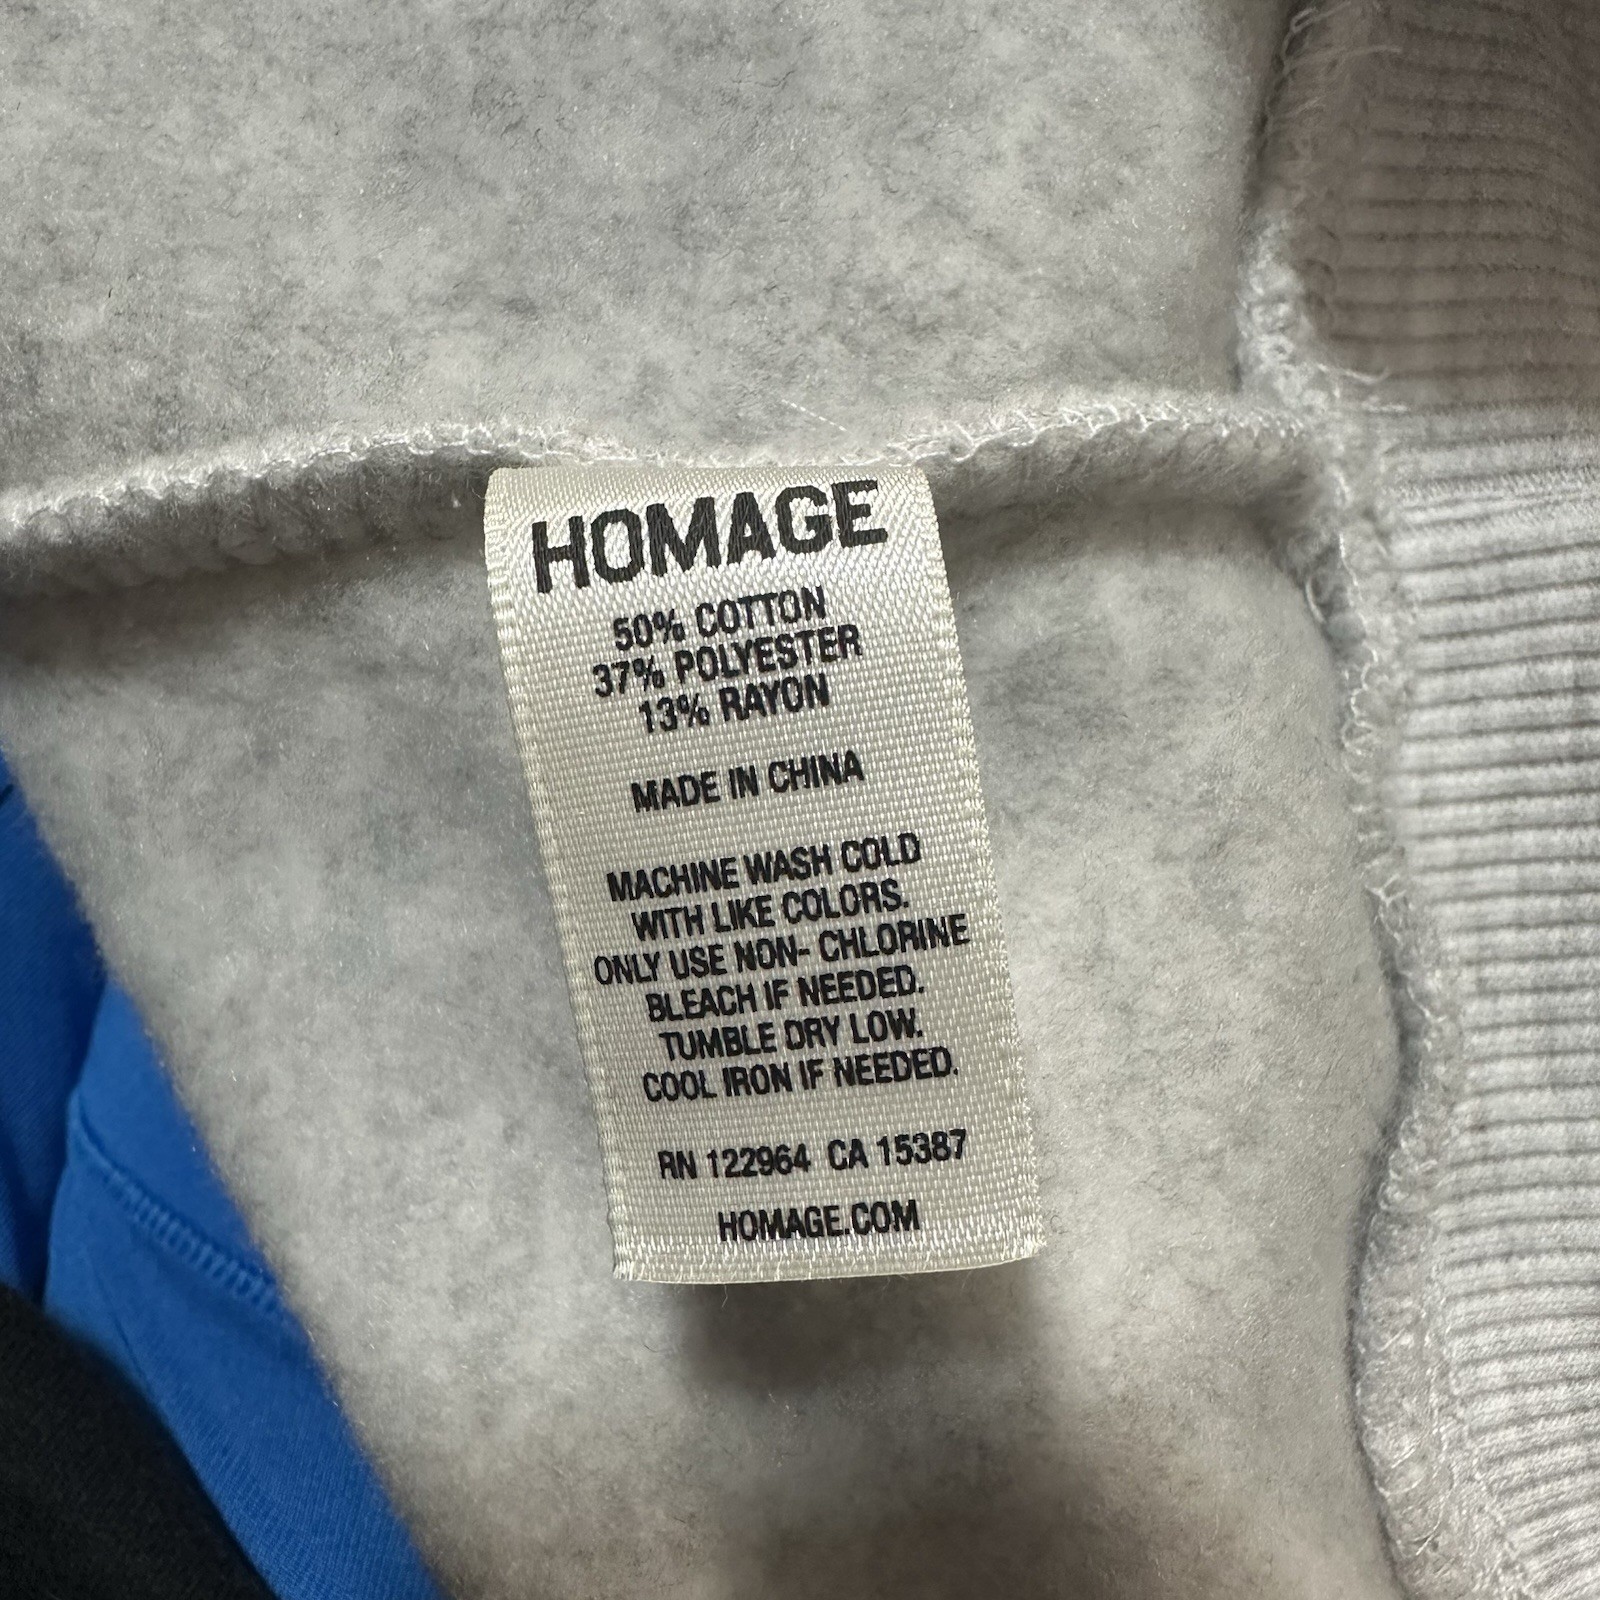 HOMAGE
50% COTTON
37% POLYESTER
13% RAYON
MADE IN CHINA
MACHINE WASH COLD
WITH LIKE COLORS.
ONLY USE NON- CHLORINE
BLEACH IF NEEDED.
TUMBLE DRY LOW.
COOL IRON IF NEEDED.
RN 122964 CA 15387
HOMAGE.COM